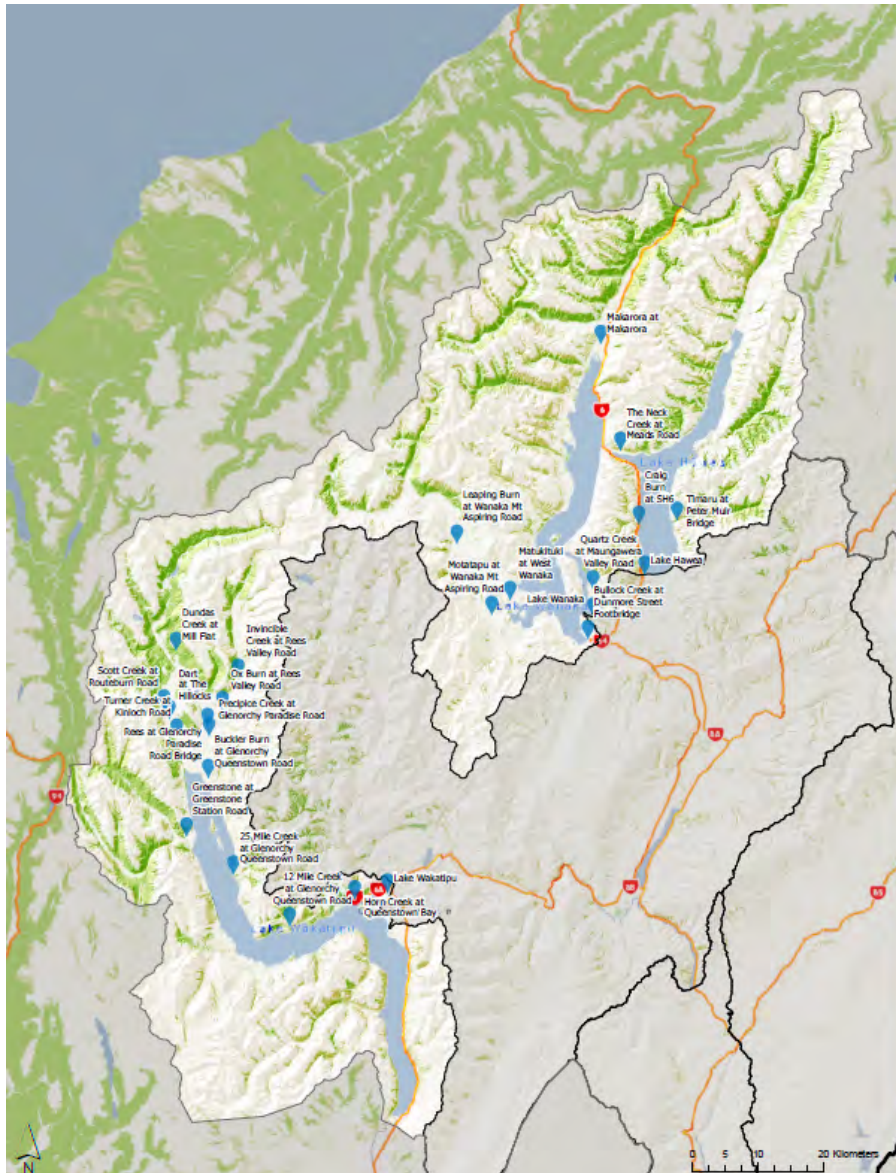 Makarora at
Makarora
6
The Neck
Creek at
Meads Road
Lake Hawea
Craig
Burn
at SH6
Timaru at
Peter Muir
Bridge
Leaping Burn
at Wanaka Mt
Aspiring Road
Matukituki
at West
Wanaka
Quartz Creek
at Maungawera
Valley Road
Motatapu at
Wanaka Mt
Aspiring Road
Lake Hawea
Lake Wanaka
Lake Wanaka
Bullock Creek at
Dunmore Street
Footbridge
Dundas
Creek at
Mill Flat
Invincible
Creek at Rees
Valley Road
Scott Creek at
Routeburn Road
Dart
at The
Hillocks
Ox Burn at Rees
Valley Road
Turner Creek at
Kinloch Road
Precipice Creek at
Glenorchy Paradise Road
Rees at Glenorchy
Paradise
Road Bridge
Buckler Burn
at Glenorchy
Queenstown Road
8A
94
Greenstone at
Greenstone
Station Road
25 Mile Creek
at Glenorchy
Queenstown Road
12 Mile Creek
at Glenorchy
Queenstown Road
6A
Lake Wakatipu
Horn Creek at
Queenstown Bay
Lake Wakatipu
85
N
0 5 10 20 Kilometers